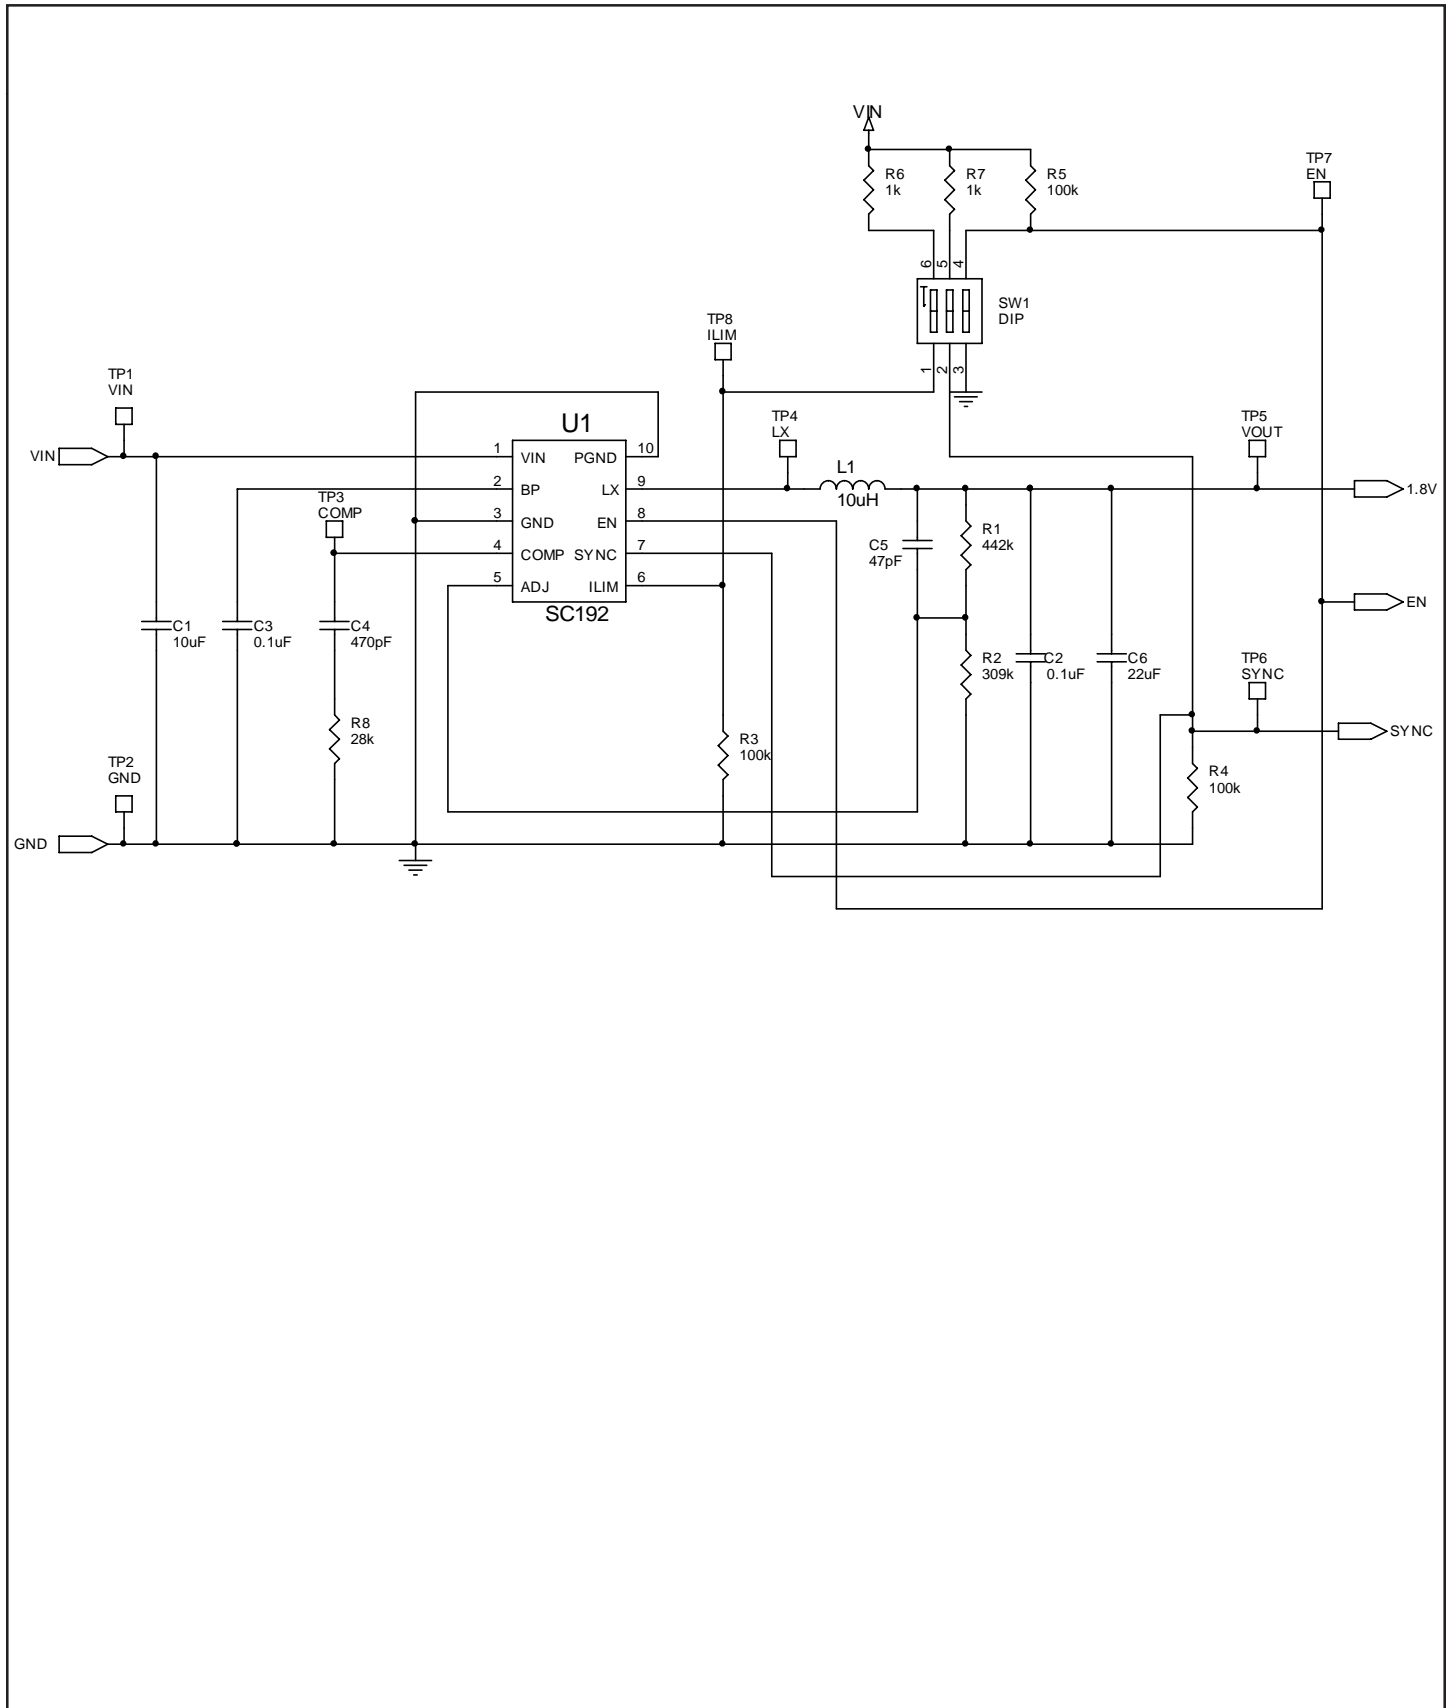 VIN
R6
1k
R7
1k
R5
100k
TP7
EN
6
5
4
SW1
DIP
1
2
3
TP8
ILIM
TP1
VIN
VIN
U1
1
VIN
PGND
10
2
BP
LX
9
3
GND
EN
8
4
COMP
SYNC
7
5
ADJ
ILIM
6
SC192
TP3
COMP
TP4
LX
L1
10uH
TP5
VOUT
1.8V
C5
47pF
R1
442k
EN
C1
10uF
C3
0.1uF
C4
470pF
R2
309k
C2
0.1uF
C6
22uF
TP6
SYNC
SYNC
R8
28k
R3
100k
R4
100k
TP2
GND
GND